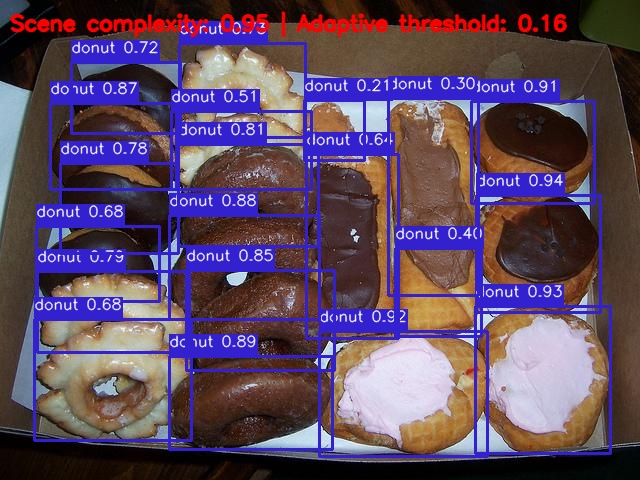 Scene complexity: 0.95 | Adaptive threshold: 0.16
donut 0.73
donut 0.72
donut 0.87
donut 0.51
donut 0.21
donut 0.30
donut 0.91
donut 0.81
donut 0.64
donut 0.78
donut 0.94
donut 0.88
donut 0.68
donut 0.40
donut 0.79
donut 0.85
donut 0.93
donut 0.68
donut 0.92
donut 0.89